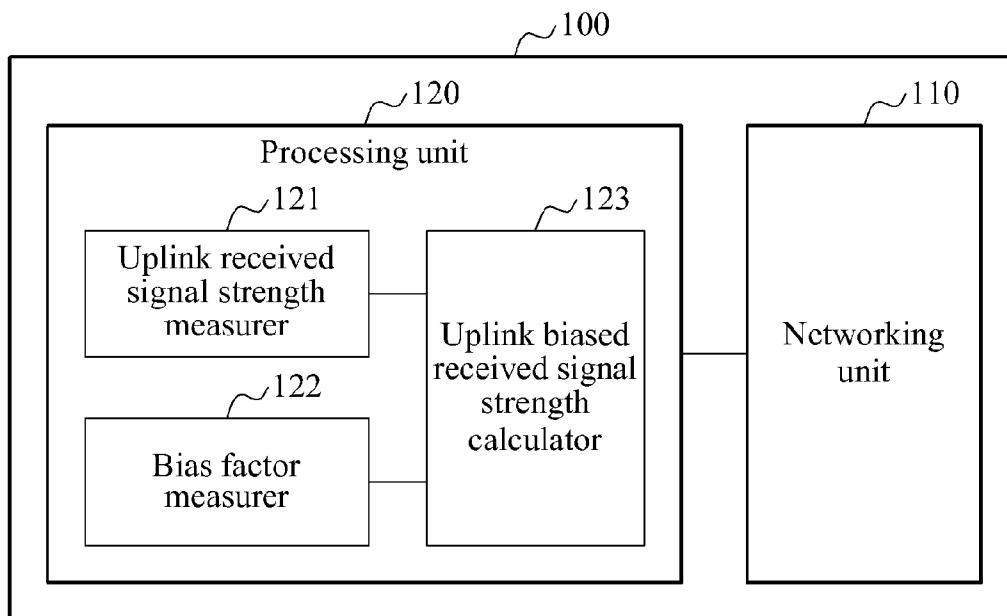 100
120
110
Processing unit
121
123
Uplink received
signal strength
measurer
Uplink biased
received signal
strength
calculator
Networking
unit
122
Bias factor
measurer